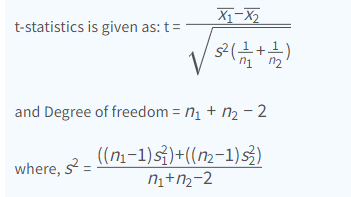 t-statistics is given as: t = X̅₁−X̅₂ / √(s²(1/n₁ + 1/n₂))
and Degree of freedom = n₁ + n₂ − 2
where, s² = ((n₁−1)s₁²)+((n₂−1)s₂²) / n₁+n₂−2